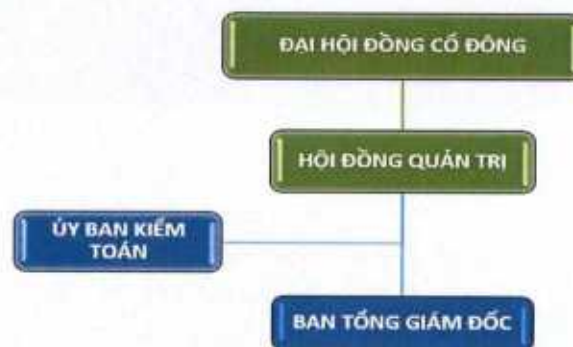 ĐẠI HỘI ĐỒNG CỔ ĐÔNG
HỘI ĐỒNG QUẢN TRỊ
ỦY BAN KIỂM
TOÁN
BAN TỔNG GIÁM ĐỐC